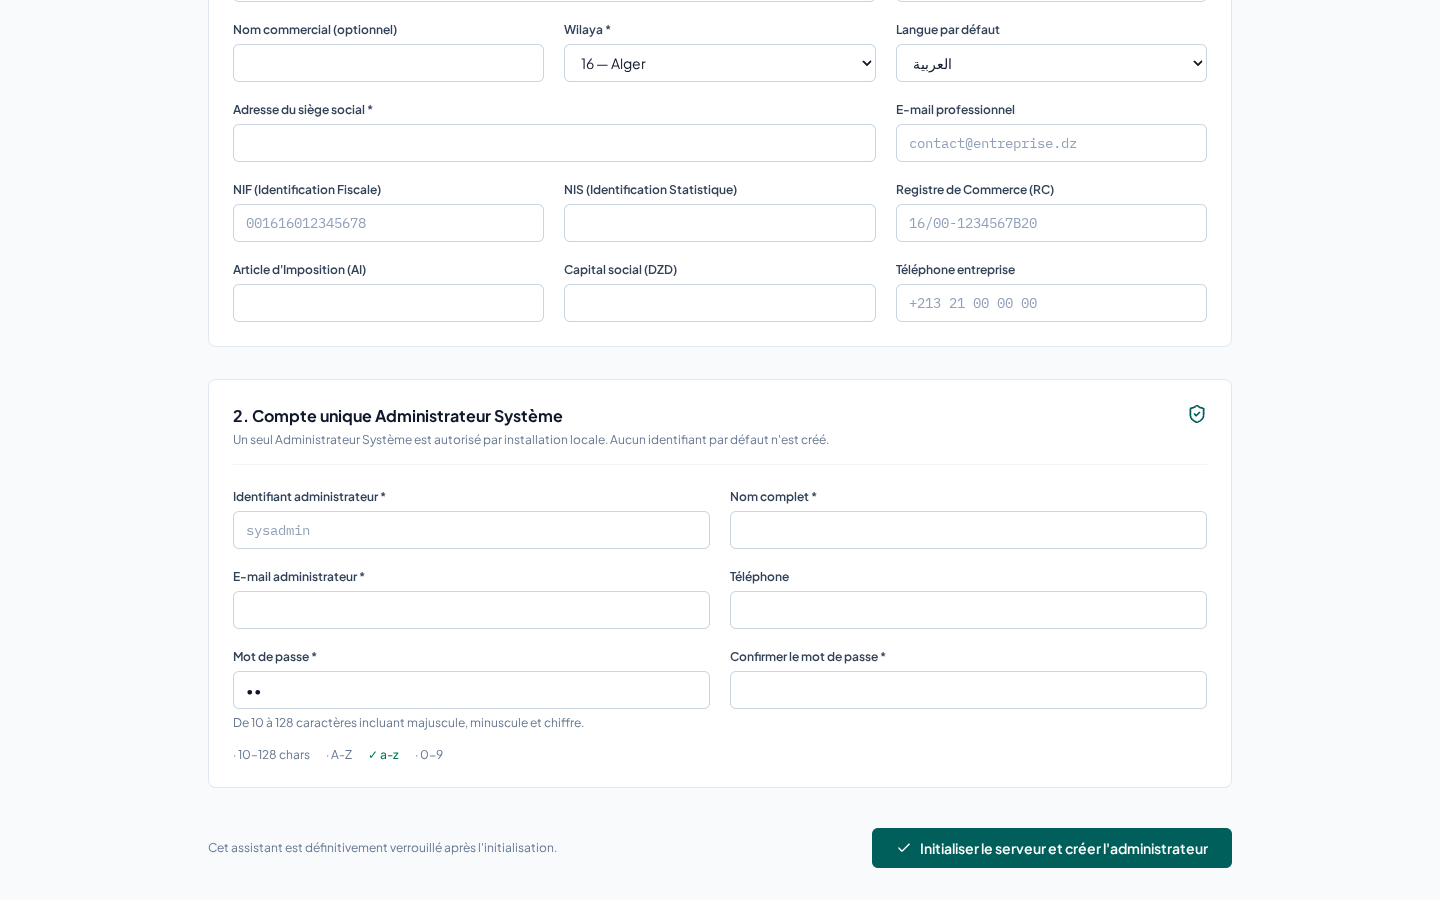 Nom commercial (optionnel) Wilaya * Langue par défaut
16 — Alger العربية
Adresse du siège social * E-mail professionnel
contact@entreprise.dz
NIF (Identification Fiscale) NIS (Identification Statistique) Registre de Commerce (RC)
001616012345678 16/00-1234567B20
Article d'Imposition (AI) Capital social (DZD) Téléphone entreprise
+213 21 00 00 00
2. Compte unique Administrateur Système
Un seul Administrateur Système est autorisé par installation locale. Aucun identifiant par défaut n'est créé.
Identifiant administrateur * Nom complet *
sysadmin
E-mail administrateur * Téléphone
Mot de passe * Confirmer le mot de passe *
••
De 10 à 128 caractères incluant majuscule, minuscule et chiffre.
· 10–128 chars · A-Z ✓ a-z · 0-9
Cet assistant est définitivement verrouillé après l'initialisation. ✓ Initialiser le serveur et créer l'administrateur